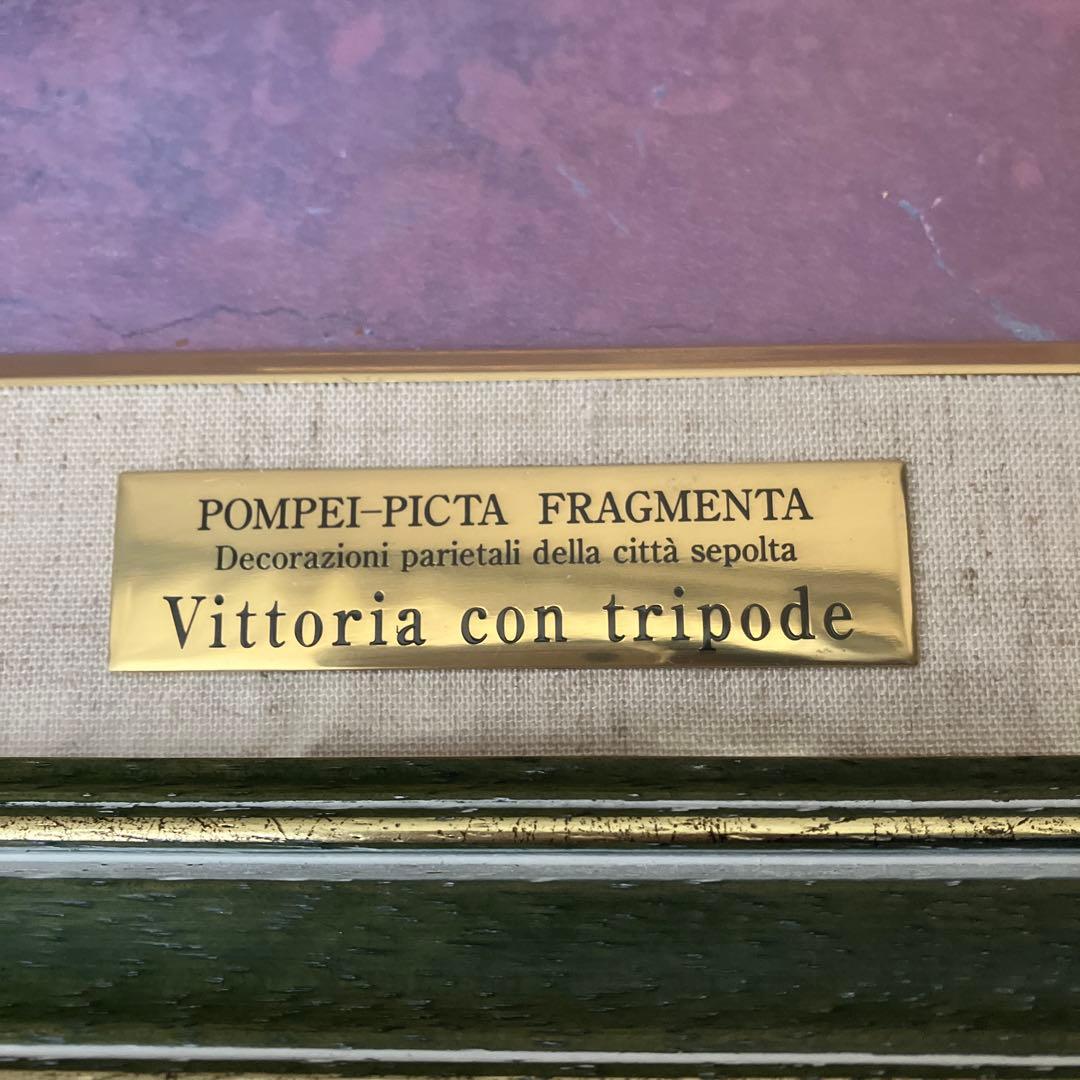 POMPEI–PICTA FRAGMENTA
Decorazioni parietali della città sepolta
Vittoria con tripode